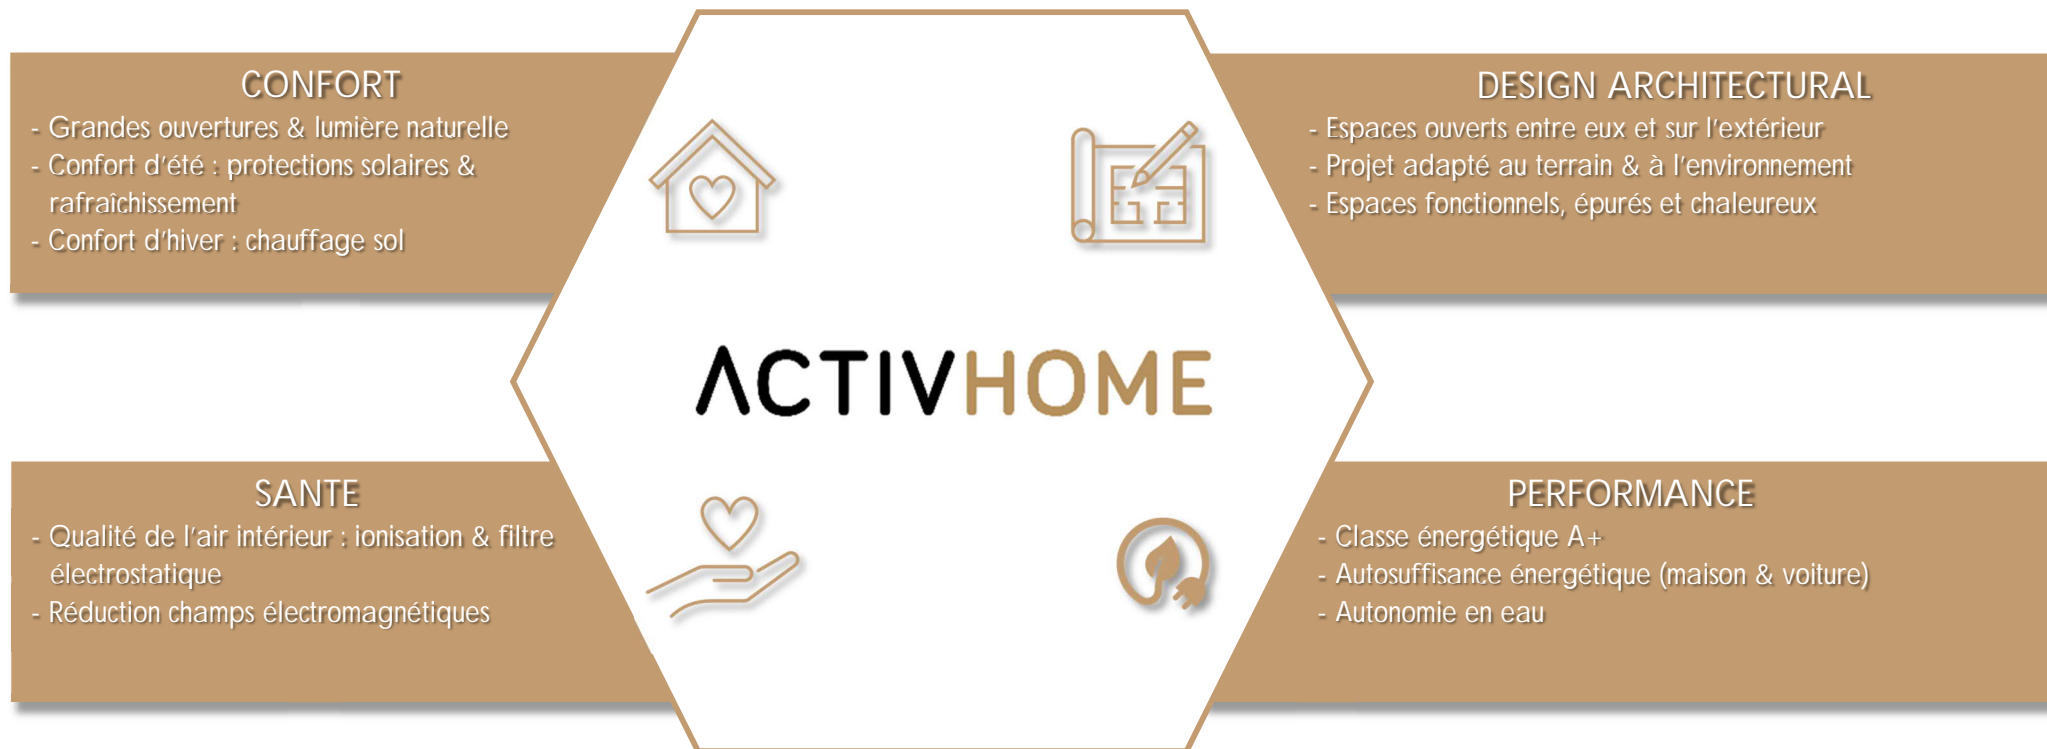 CONFORT
- Grandes ouvertures & lumière naturelle
- Confort d'été : protections solaires &
rafraîchissement
- Confort d'hiver : chauffage sol
DESIGN ARCHITECTURAL
- Espaces ouverts entre eux et sur l'extérieur
- Projet adapté au terrain & à l'environnement
- Espaces fonctionnels, épurés et chaleureux
ACTIVHOME
SANTE
- Qualité de l'air intérieur : ionisation & filtre
électrostatique
- Réduction champs électromagnétiques
PERFORMANCE
- Classe énergétique A+
- Autosuffisance énergétique (maison & voiture)
- Autonomie en eau